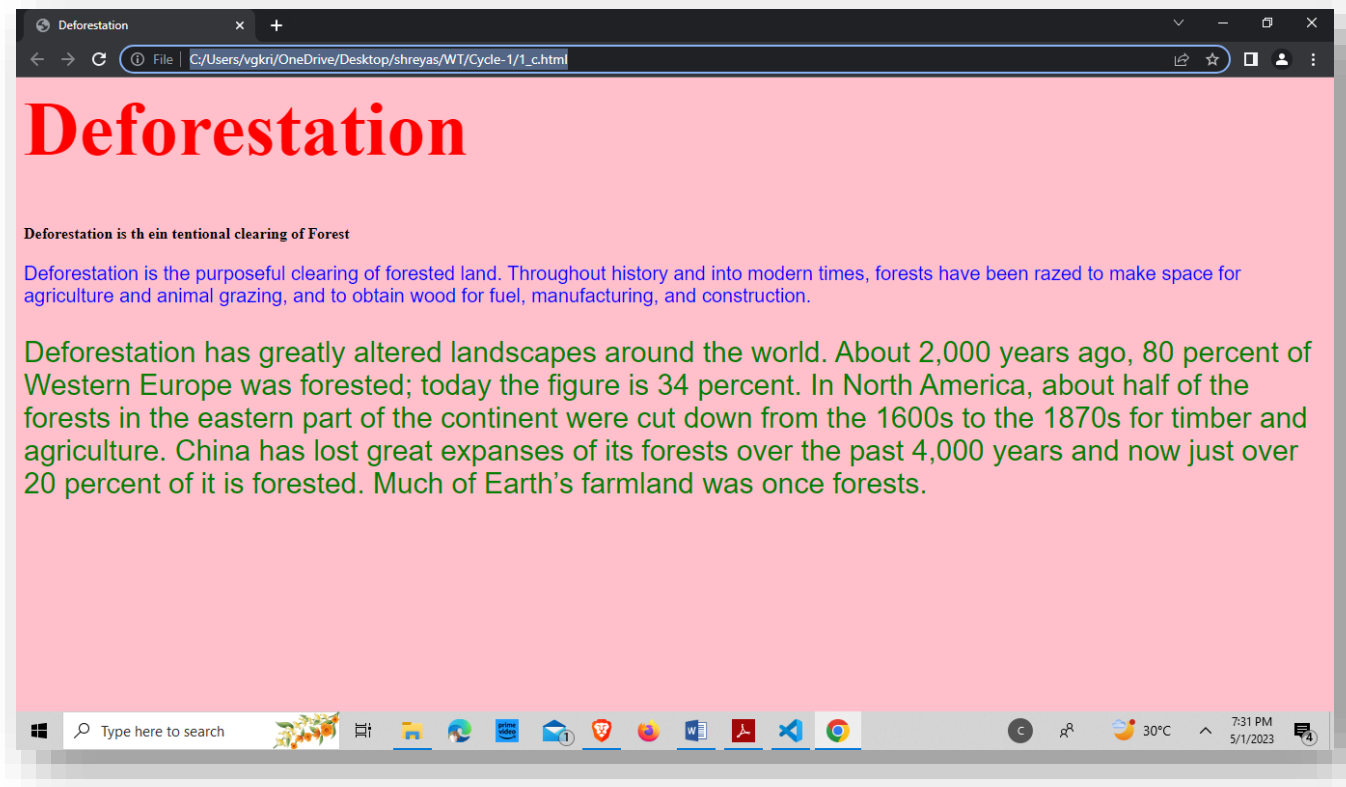 Deforestation
File
C:/Users/vgkri/OneDrive/Desktop/shreyas/WT/Cycle-1/1_c.html
Deforestation
Deforestation is th ein tentional clearing of Forest
Deforestation is the purposeful clearing of forested land. Throughout history and into modern times, forests have been razed to make space for
agriculture and animal grazing, and to obtain wood for fuel, manufacturing, and construction.
Deforestation has greatly altered landscapes around the world. About 2,000 years ago, 80 percent of
Western Europe was forested; today the figure is 34 percent. In North America, about half of the
forests in the eastern part of the continent were cut down from the 1600s to the 1870s for timber and
agriculture. China has lost great expanses of its forests over the past 4,000 years and now just over
20 percent of it is forested. Much of Earth’s farmland was once forests.
Type here to search
prime video
1
W
C
30°C
7:31 PM
5/1/2023
4